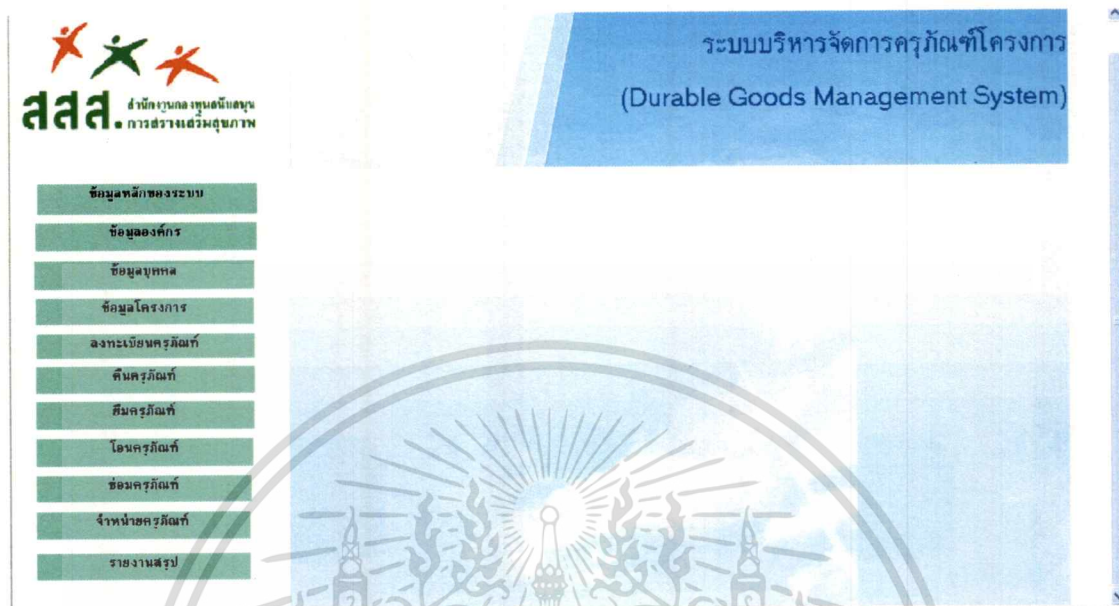 สสส. สำนักงานกองทุนสนับสนุน
การสร้างเสริมสุขภาพ
ระบบบริหารจัดการครุภัณฑ์โครงการ
(Durable Goods Management System)
ข้อมูลหลักของระบบ
ข้อมูลองค์กร
ข้อมูลบุคคล
ข้อมูลโครงการ
ลงทะเบียนครุภัณฑ์
คืนครุภัณฑ์
ยืมครุภัณฑ์
โอนครุภัณฑ์
ซ่อมครุภัณฑ์
จำหน่ายครุภัณฑ์
รายงานสรุป